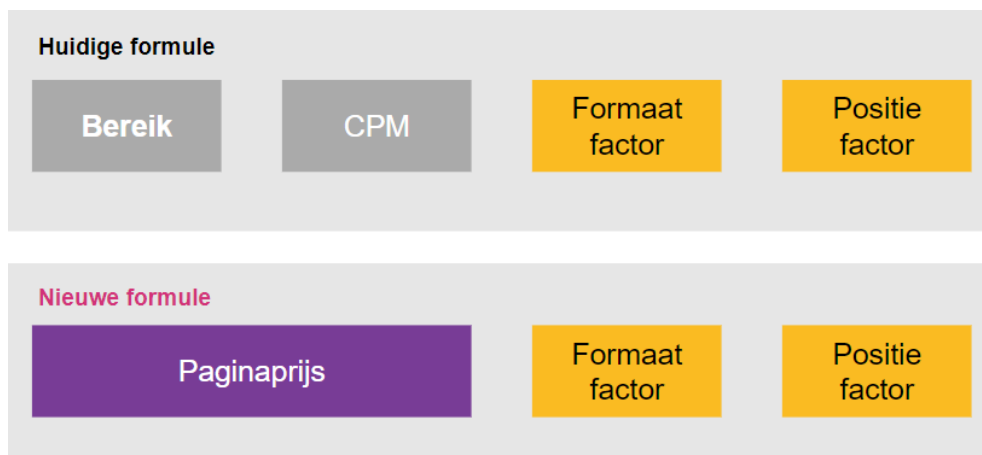 Huidige formule
Bereik
CPM
Formaat
factor
Positie
factor
Nieuwe formule
Paginaprijs
Formaat
factor
Positie
factor